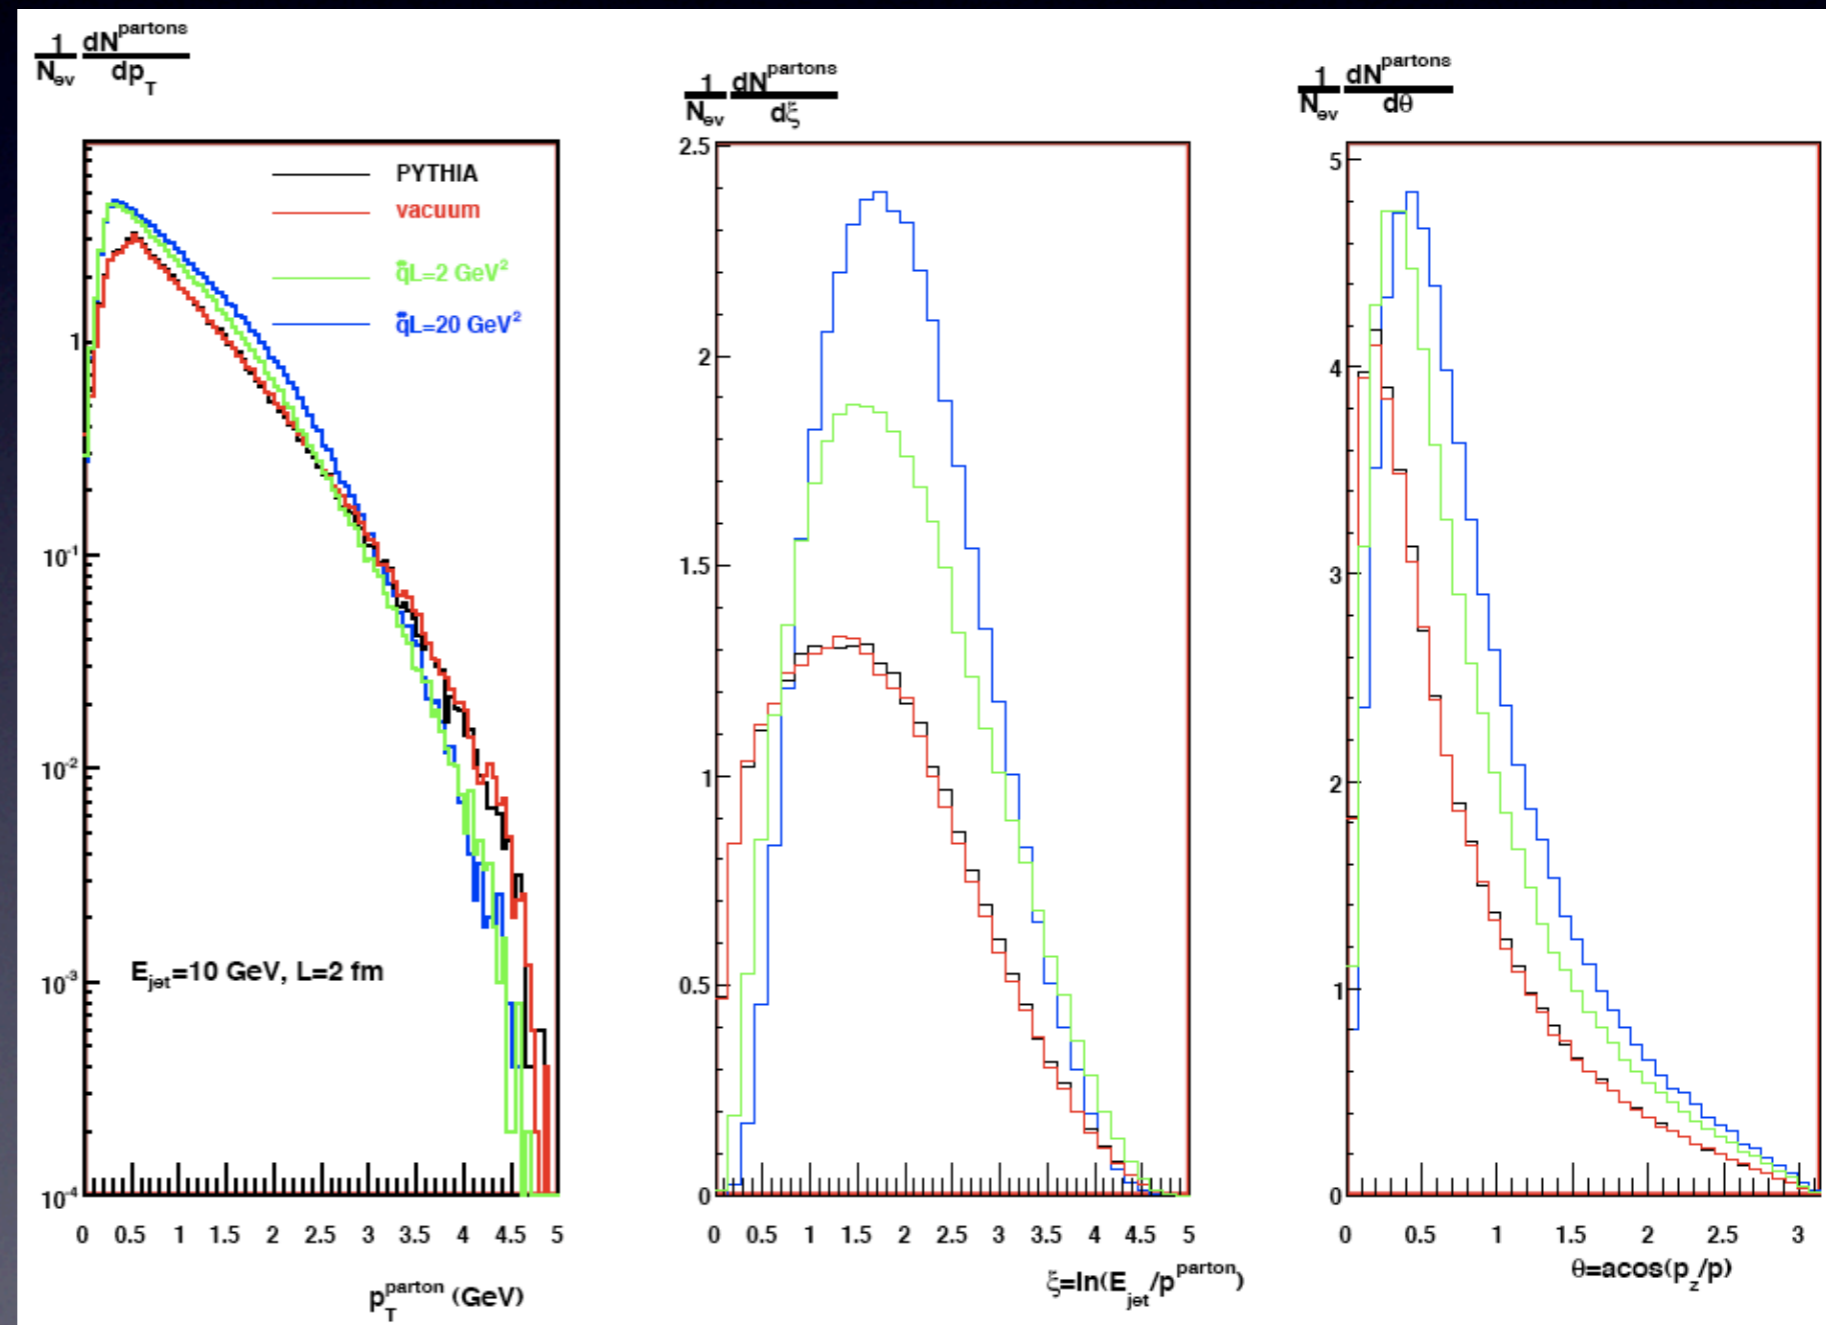 1/N_ev dN^partons/dp_T
10^-4
10^-3
10^-2
10^-1
1
0 0.5 1 1.5 2 2.5 3 3.5 4 4.5 5
p_T^parton (GeV)
PYTHIA
vacuum
q̂L=2 GeV²
q̂L=20 GeV²
E_jet=10 GeV, L=2 fm
1/N_ev dN^partons/dξ
2.5
2
1.5
1
0.5
0
0 0.5 1 1.5 2 2.5 3 3.5 4 4.5 5
ξ=ln(E_jet/p^parton)
1/N_ev dN^partons/dθ
5
4
3
2
1
0
0 0.5 1 1.5 2 2.5 3
θ=acos(p_z/p)